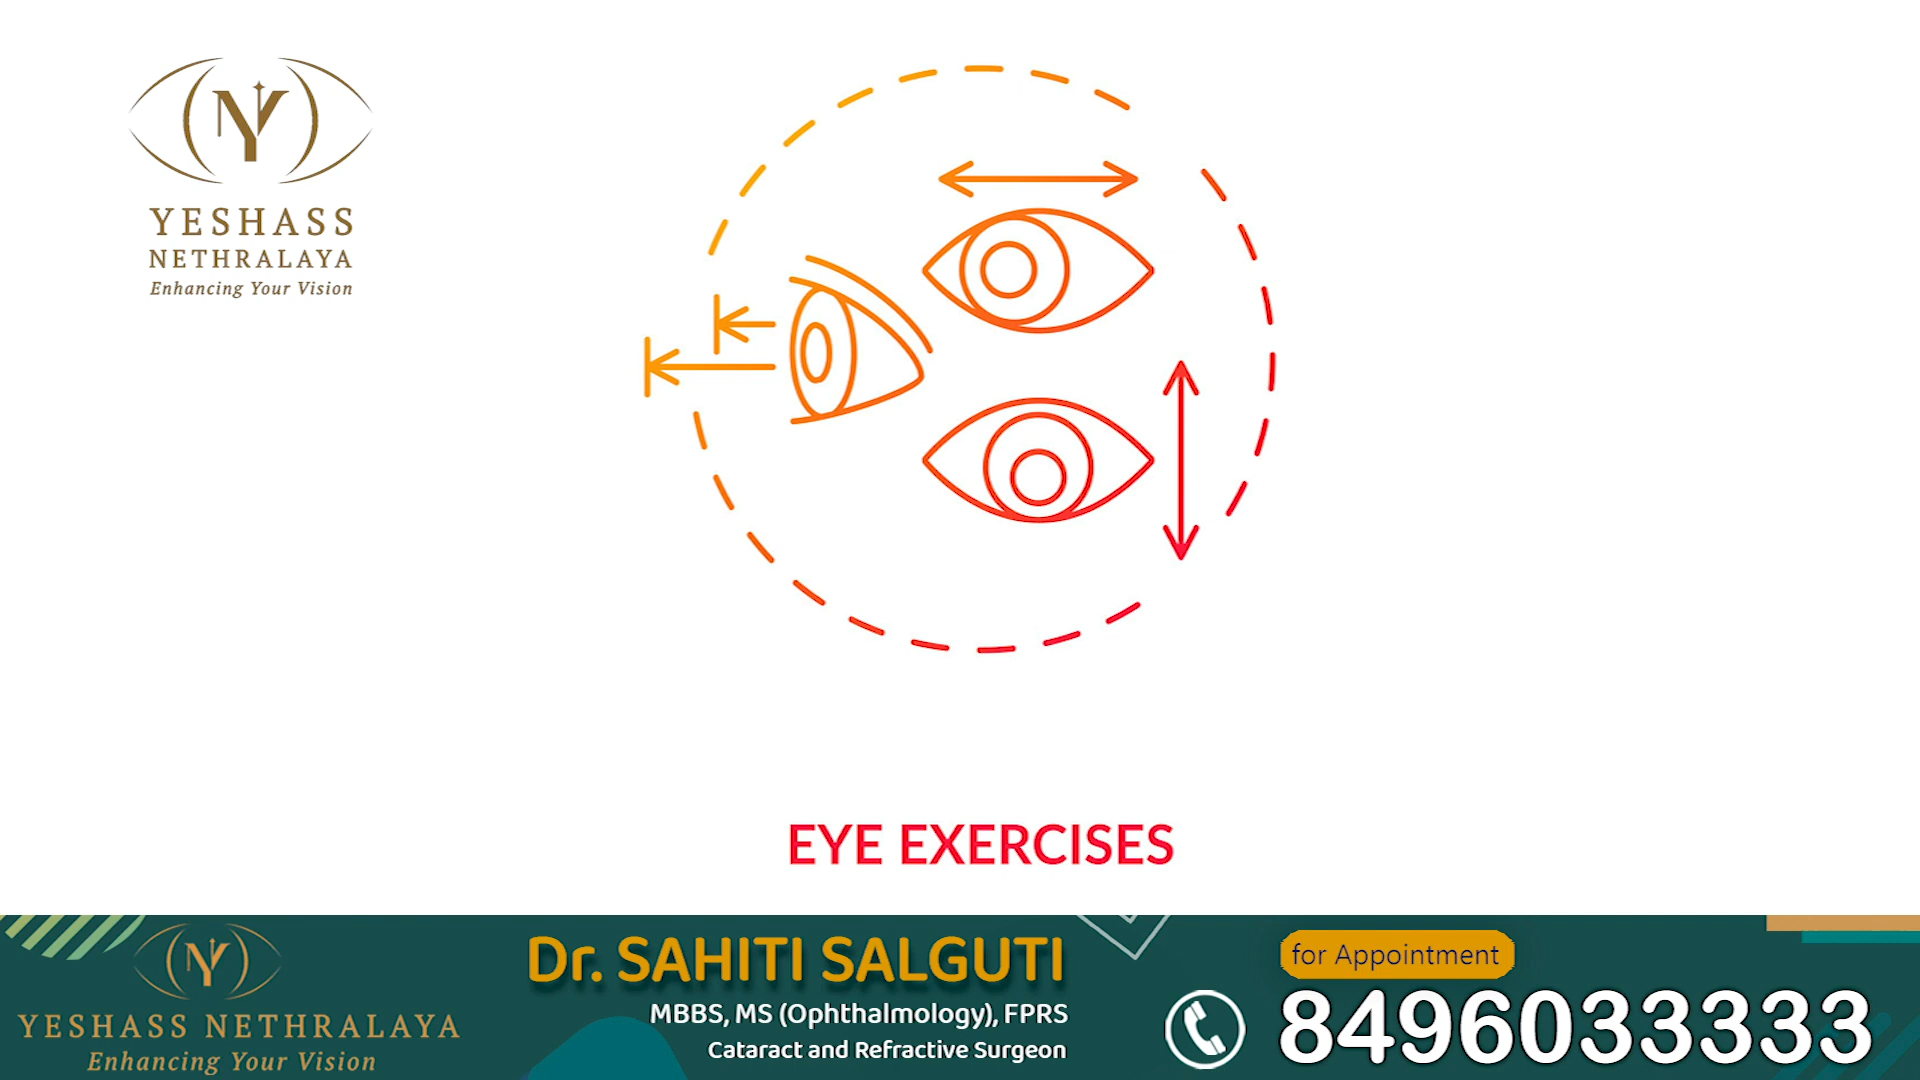 YESHASS
NETHRALAYA
Enhancing Your Vision
EYE EXERCISES
YESHASS NETHRALAYA
Enhancing Your Vision
Dr. SAHITI SALGUTI
MBBS, MS (Ophthalmology), FPRS
Cataract and Refractive Surgeon
for Appointment
8496033333